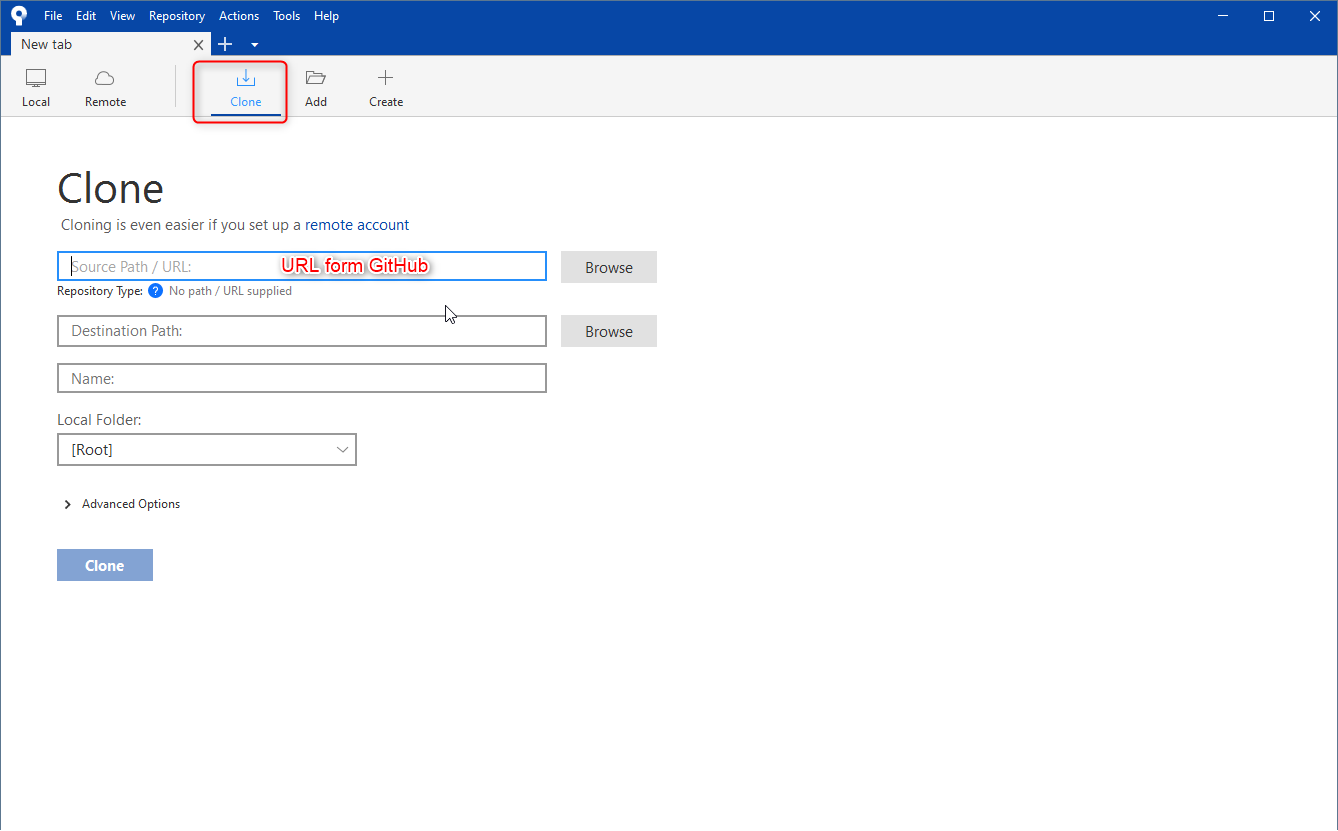 File Edit View Repository Actions Tools Help
New tab
Local Remote Clone Add Create
Clone
Cloning is even easier if you set up a remote account
Source Path / URL: URL form GitHub Browse
Repository Type: ? No path / URL supplied
Destination Path: Browse
Name:
Local Folder:
[Root]
Advanced Options
Clone